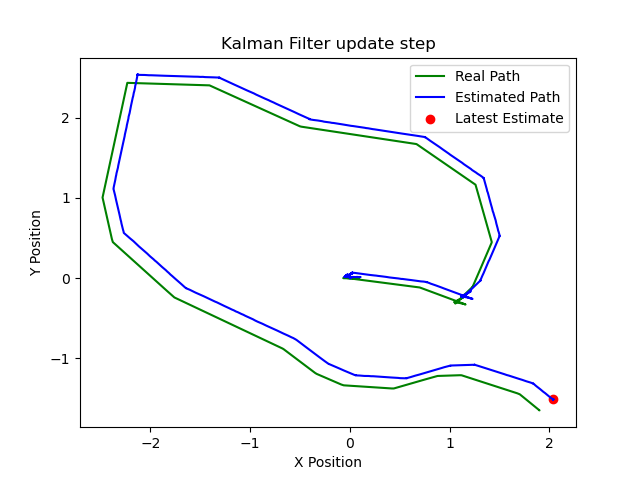 Kalman Filter update step
Real Path
Estimated Path
Latest Estimate
Y Position
2
1
0
−1
−2
−1
0
1
2
X Position